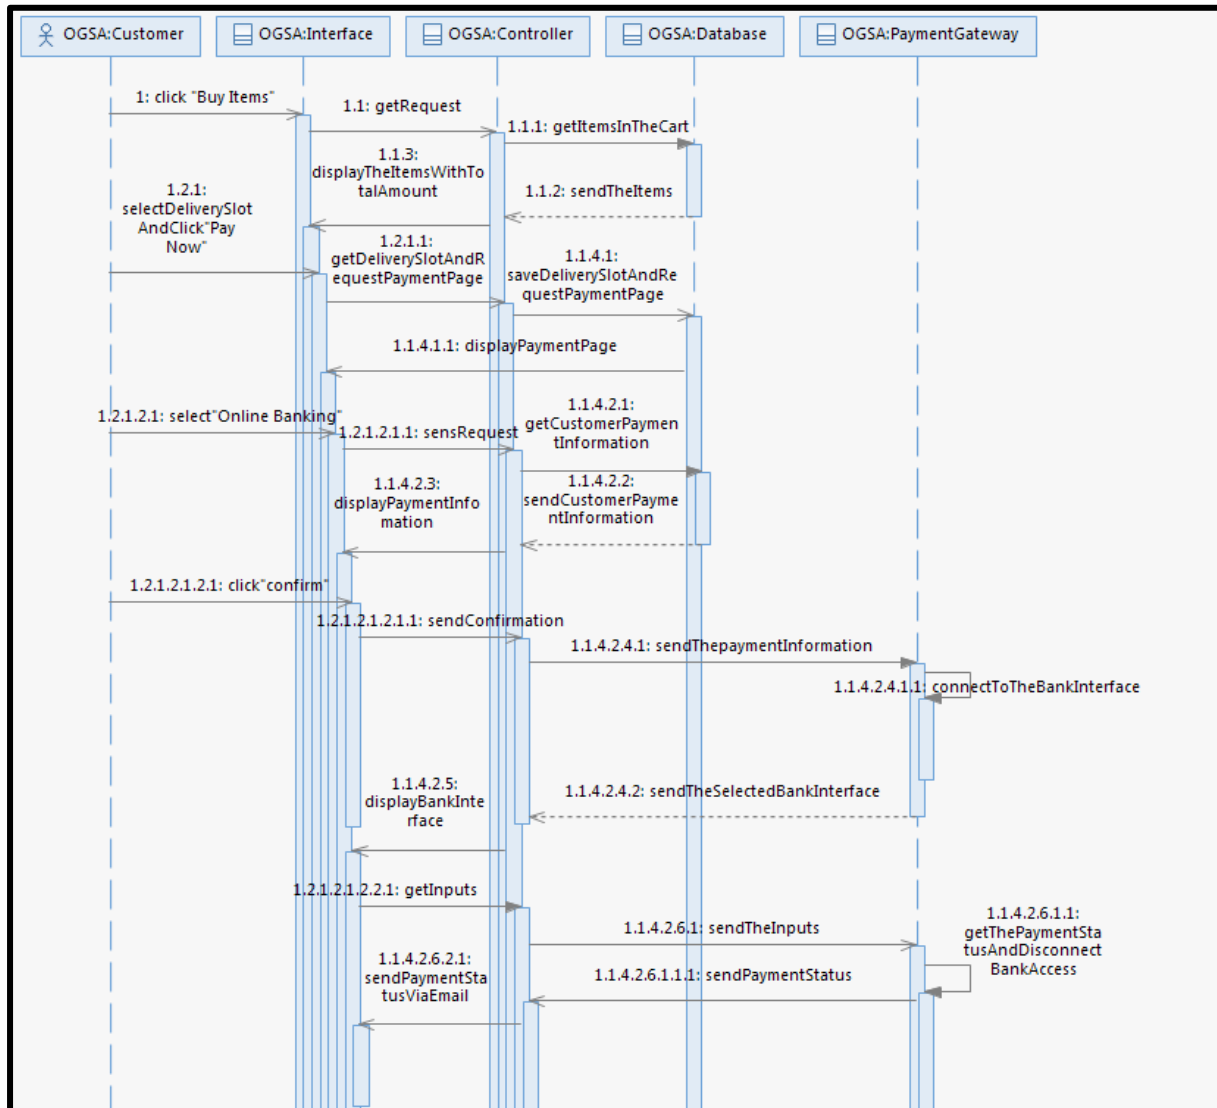 OGSA:Customer
OGSA:Interface
OGSA:Controller
OGSA:Database
OGSA:PaymentGateway
1: click "Buy Items"
1.1: getRequest
1.1.1: getItemsInTheCart
1.1.3:
displayTheItemsWithTo
talAmount
1.1.2: sendTheItems
1.2.1:
selectDeliverySlot
AndClick"Pay
Now"
1.2.1.1:
getDeliverySlotAndR
equestPaymentPage
1.1.4.1:
saveDeliverySlotAndRe
questPaymentPage
1.1.4.1.1: displayPaymentPage
1.2.1.2.1: select"Online Banking"
1.2.1.2.1.1: sensRequest
1.1.4.2.1:
getCustomerPaymen
tInformation
1.1.4.2.3:
displayPaymentInfo
mation
1.1.4.2.2:
sendCustomerPayme
ntInformation
1.2.1.2.1.2.1: click"confirm"
1.2.1.2.1.2.1.1: sendConfirmation
1.1.4.2.4.1: sendThepaymentInformation
1.1.4.2.4.1.1: connectToTheBankInterface
1.1.4.2.5:
displayBankInte
rface
1.1.4.2.4.2: sendTheSelectedBankInterface
1.2.1.2.1.2.2.1: getInputs
1.1.4.2.6.1: sendTheInputs
1.1.4.2.6.1.1:
getThePaymentSta
tusAndDisconnect
BankAccess
1.1.4.2.6.2.1:
sendPaymentSta
tusViaEmail
1.1.4.2.6.1.1.1: sendPaymentStatus